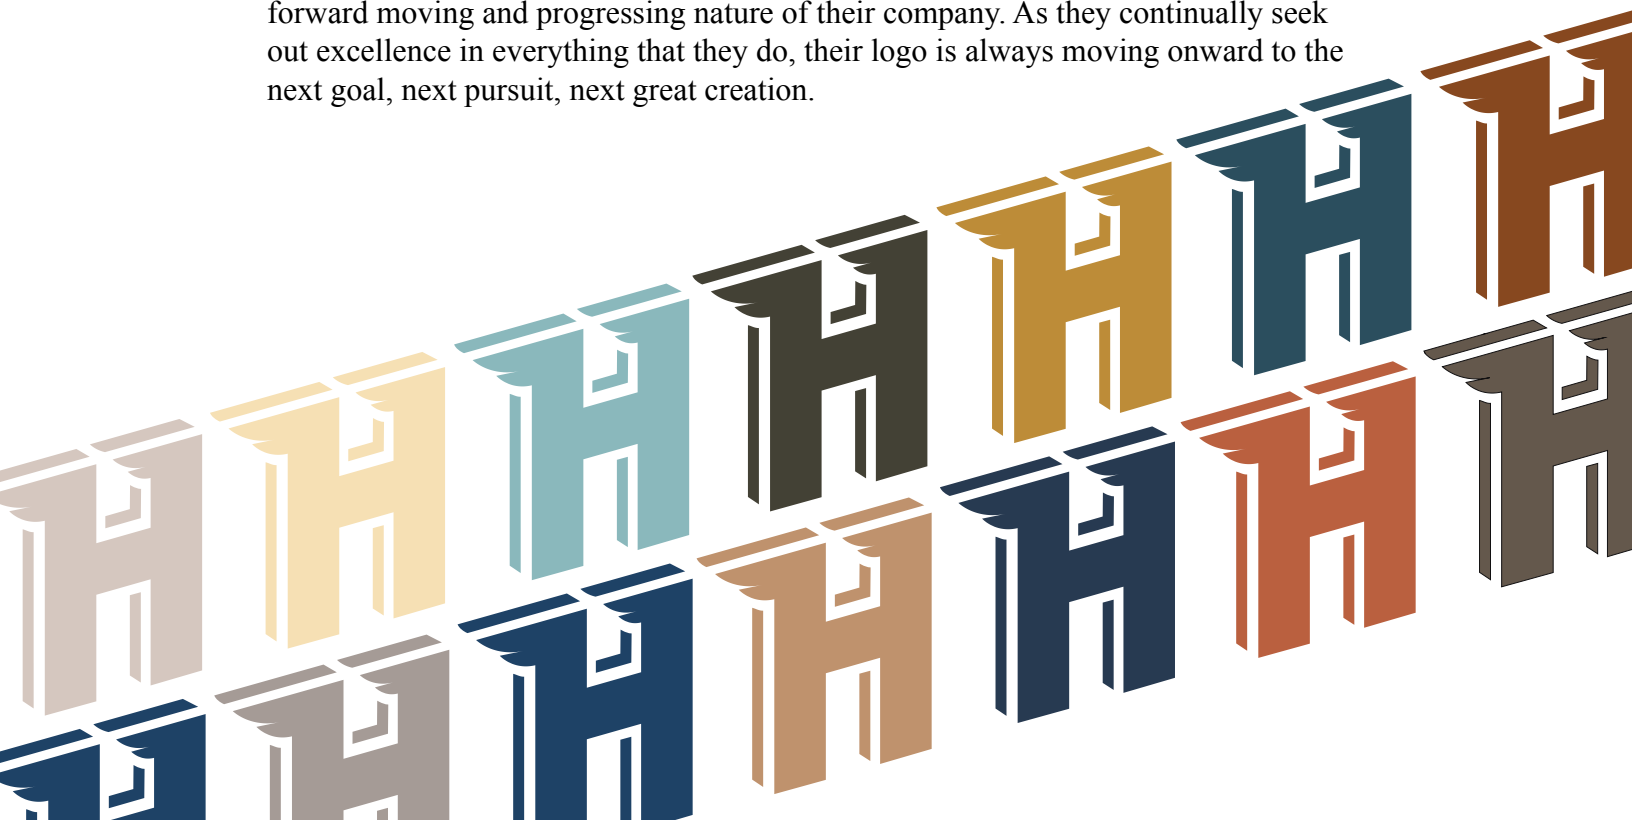 forward moving and progressing nature of their company. As they continually seek
out excellence in everything that they do, their logo is always moving onward to the
next goal, next pursuit, next great creation.
H H H H H H H
H H H H H H H